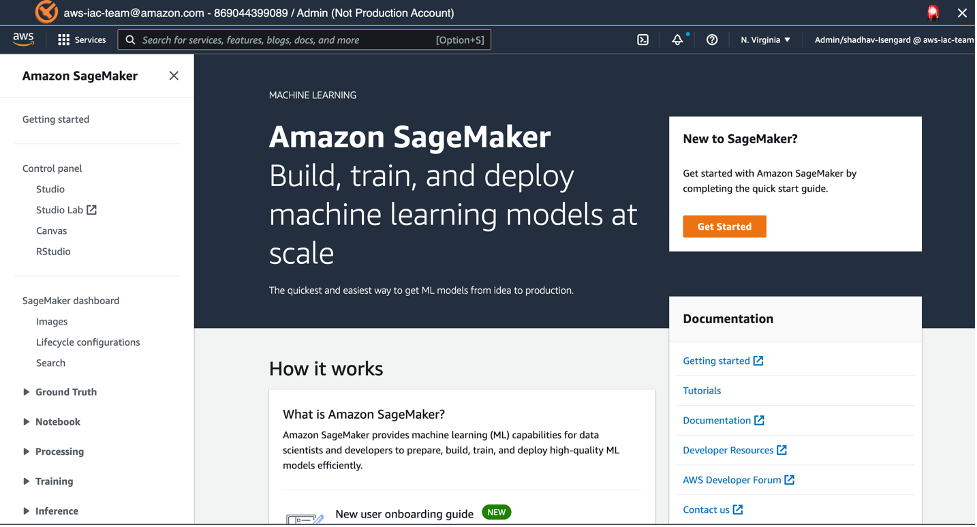 aws-iac-team@amazon.com - 869044399089 / Admin (Not Production Account)
aws
Services
Search for services, features, blogs, docs, and more
[Option+S]
N. Virginia
Admin/shadhav-Isengard @ aws-iac-team
Amazon SageMaker
Getting started
Control panel
Studio
Studio Lab
Canvas
RStudio
SageMaker dashboard
Images
Lifecycle configurations
Search
Ground Truth
Notebook
Processing
Training
Inference
MACHINE LEARNING
Amazon SageMaker
Build, train, and deploy
machine learning models at
scale
The quickest and easiest way to get ML models from idea to production.
New to SageMaker?
Get started with Amazon SageMaker by
completing the quick start guide.
Get Started
How it works
What is Amazon SageMaker?
Amazon SageMaker provides machine learning (ML) capabilities for data
scientists and developers to prepare, build, train, and deploy high-quality ML
models efficiently.
New user onboarding guide NEW
Documentation
Getting started
Tutorials
Documentation
Developer Resources
AWS Developer Forum
Contact us